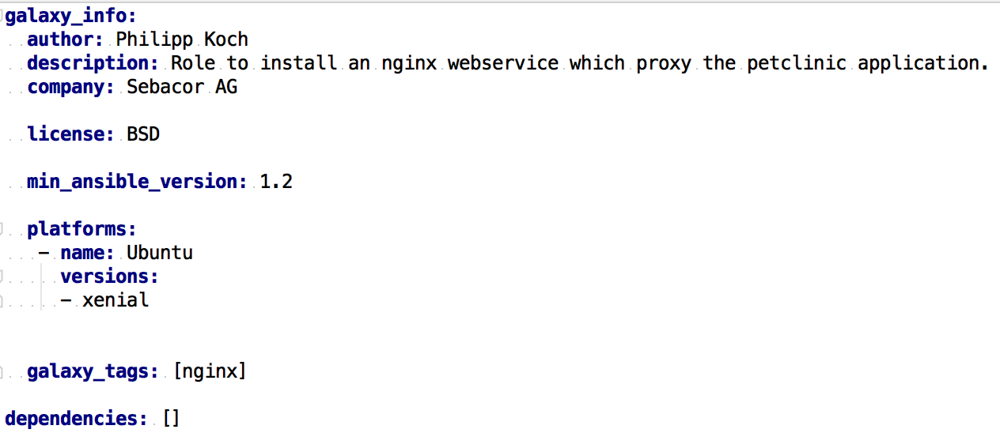 galaxy_info:
  author: Philipp Koch
  description: Role to install an nginx webservice which proxy the petclinic application.
  company: Sebacor AG
  license: BSD
  min_ansible_version: 1.2
  platforms:
   - name: Ubuntu
     versions:
     - xenial
  galaxy_tags: [nginx]
dependencies: []